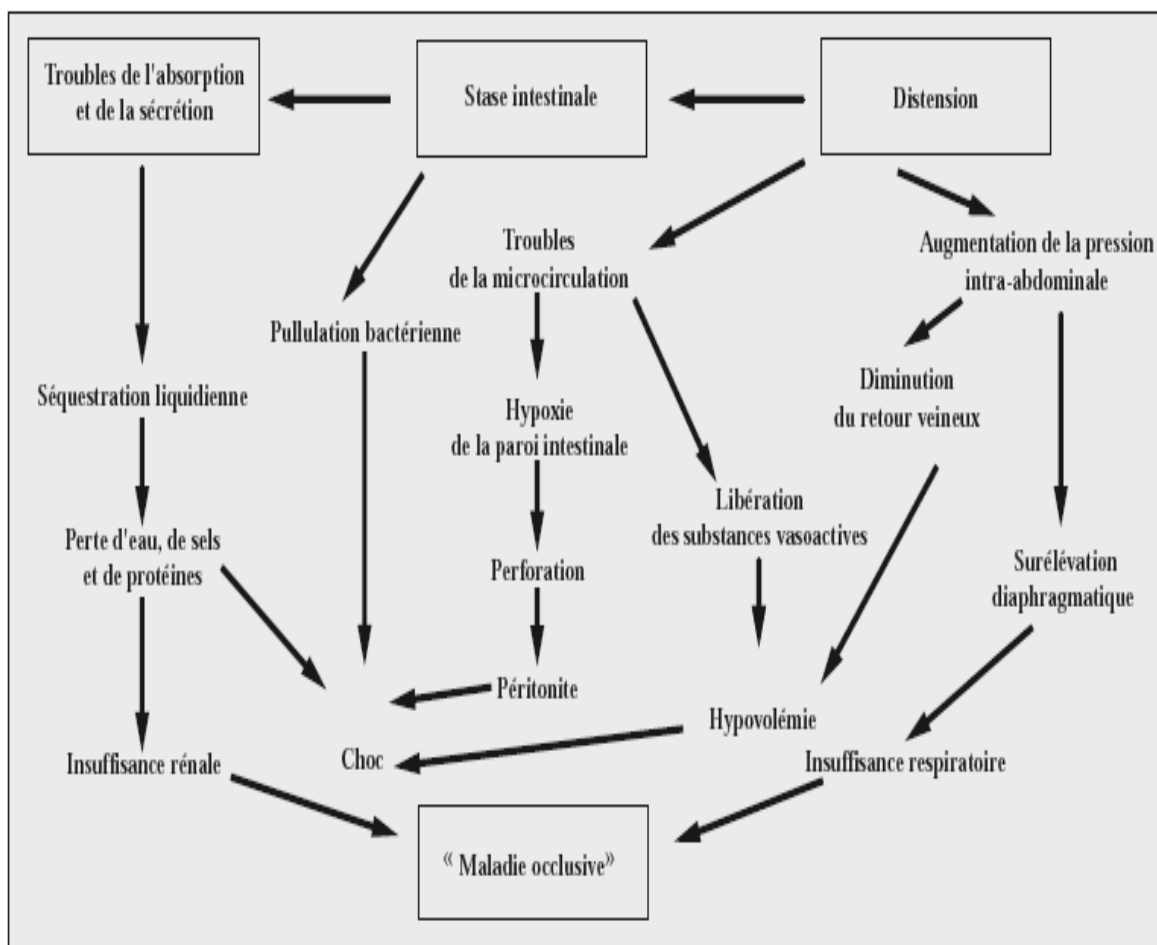 Troubles de l'absorption
et de la sécrétion
Stase intestinale
Distension
Troubles
de la microcirculation
Augmentation de la pression
intra-abdominale
Pullulation bactérienne
Diminution
du retour veineux
Séquestration liquidienne
Hypoxie
de la paroi intestinale
Libération
des substances vasoactives
Perte d'eau, de sels
et de protéines
Perforation
Surélévation
diaphragmatique
Péritonite
Hypovolémie
Insuffisance rénale
Choc
Insuffisance respiratoire
« Maladie occlusive»